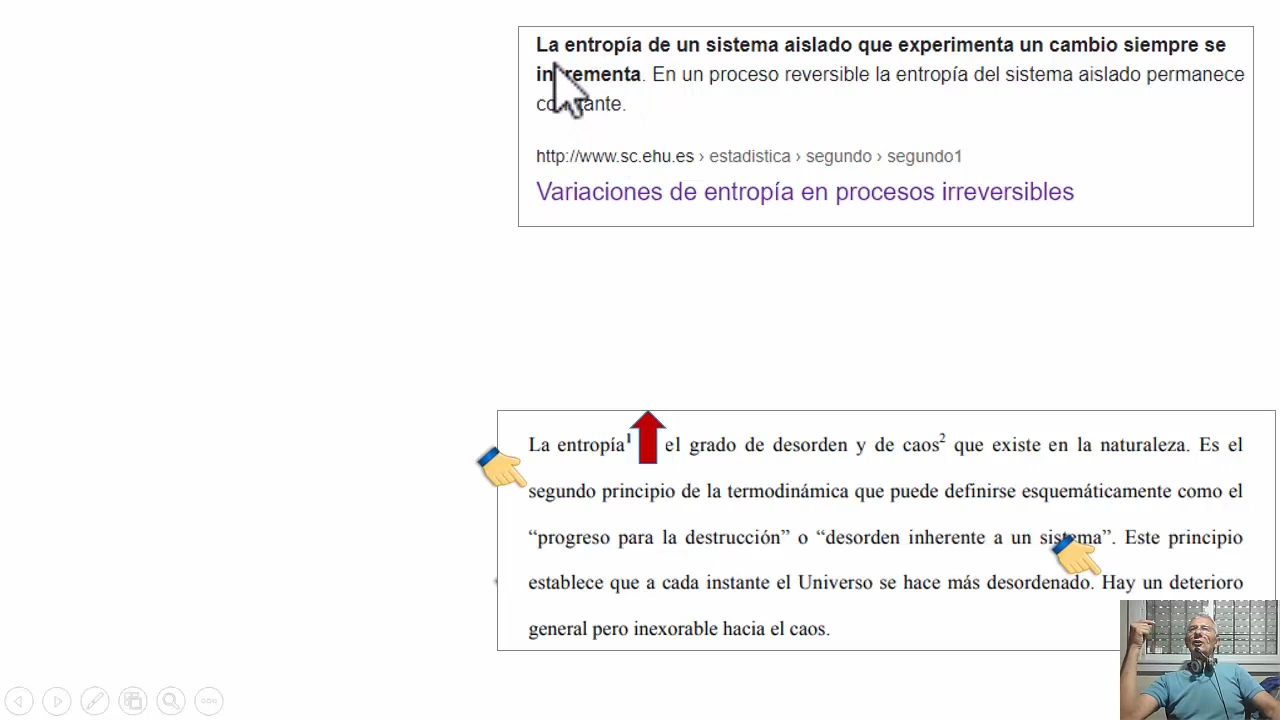 La entropía de un sistema aislado que experimenta un cambio siempre se
incrementa. En un proceso reversible la entropía del sistema aislado permanece
constante.
http://www.sc.ehu.es › estadistica › segundo › segundo1
Variaciones de entropía en procesos irreversibles
La entropía¹ el grado de desorden y de caos² que existe en la naturaleza. Es el
segundo principio de la termodinámica que puede definirse esquemáticamente como el
“progreso para la destrucción” o “desorden inherente a un sistema”. Este principio
establece que a cada instante el Universo se hace más desordenado. Hay un deterioro
general pero inexorable hacia el caos.